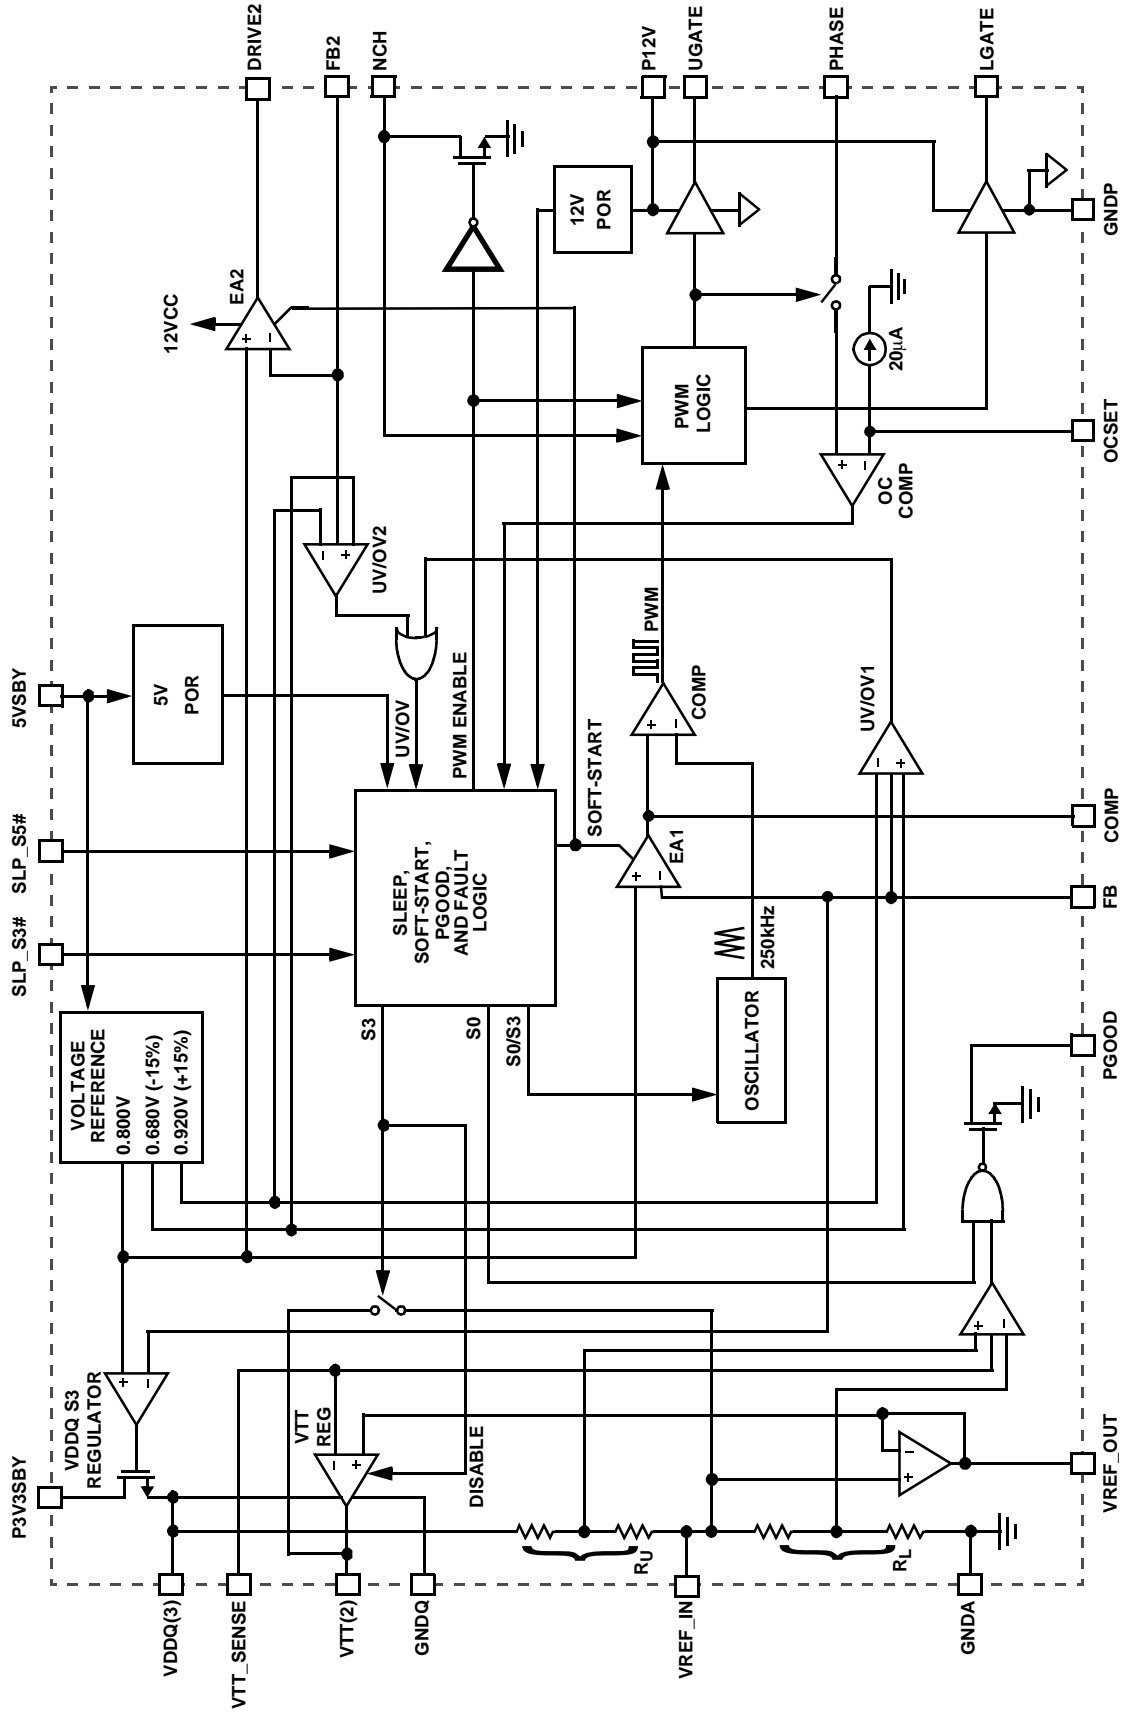 DRIVE2
FB2
NCH
P12V
UGATE
PHASE
LGATE
12VCC
EA2
+
−
12V
POR
GNDP
20µA
PWM
LOGIC
OCSET
+
−
OC
COMP
−
+
UV/OV2
5VSBY
5V
POR
UV/OV
PWM ENABLE
PWM
+
−
COMP
UV/OV1
−
+
SLP_S5#
SLP_S3#
SLEEP,
SOFT-START,
PGOOD,
AND FAULT
LOGIC
SOFT-START
+
−
EA1
COMP
FB
250kHz
OSCILLATOR
VOLTAGE
REFERENCE
0.800V
0.680V (-15%)
0.920V (+15%)
S3
S0
S0/S3
PGOOD
+
−
VDDQ S3
REGULATOR
+
−
VTT
REG
−
+
DISABLE
P3V3SBY
−
+
VREF_OUT
RU
RL
VDDQ(3)
VTT_SENSE
VTT(2)
GNDQ
VREF_IN
GNDA